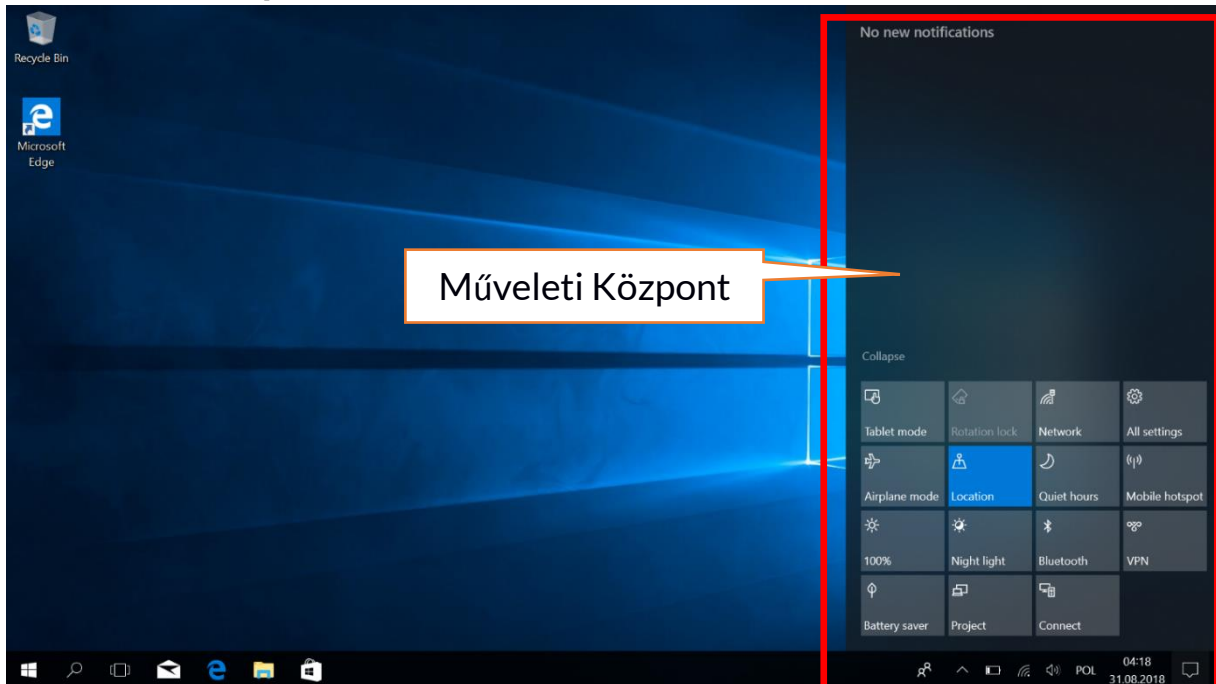 Recycle Bin
Microsoft
Edge
No new notifications
Műveleti Központ
Collapse
Tablet mode Rotation lock Network All settings
Airplane mode Location Quiet hours Mobile hotspot
100% Night light Bluetooth VPN
Battery saver Project Connect
POL 04:18
31.08.2018